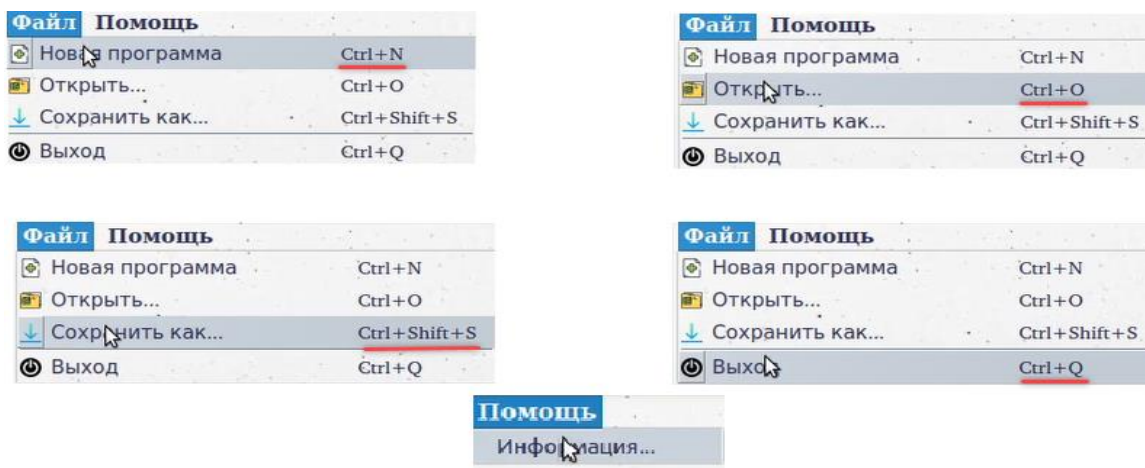 Файл Помощь
Новая программа Ctrl+N
Открыть... Ctrl+O
Сохранить как... Ctrl+Shift+S
Выход Ctrl+Q
Файл Помощь
Новая программа Ctrl+N
Открыть... Ctrl+O
Сохранить как... Ctrl+Shift+S
Выход Ctrl+Q
Файл Помощь
Новая программа Ctrl+N
Открыть... Ctrl+O
Сохранить как... Ctrl+Shift+S
Выход Ctrl+Q
Файл Помощь
Новая программа Ctrl+N
Открыть... Ctrl+O
Сохранить как... Ctrl+Shift+S
Выход Ctrl+Q
Помощь
Информация...